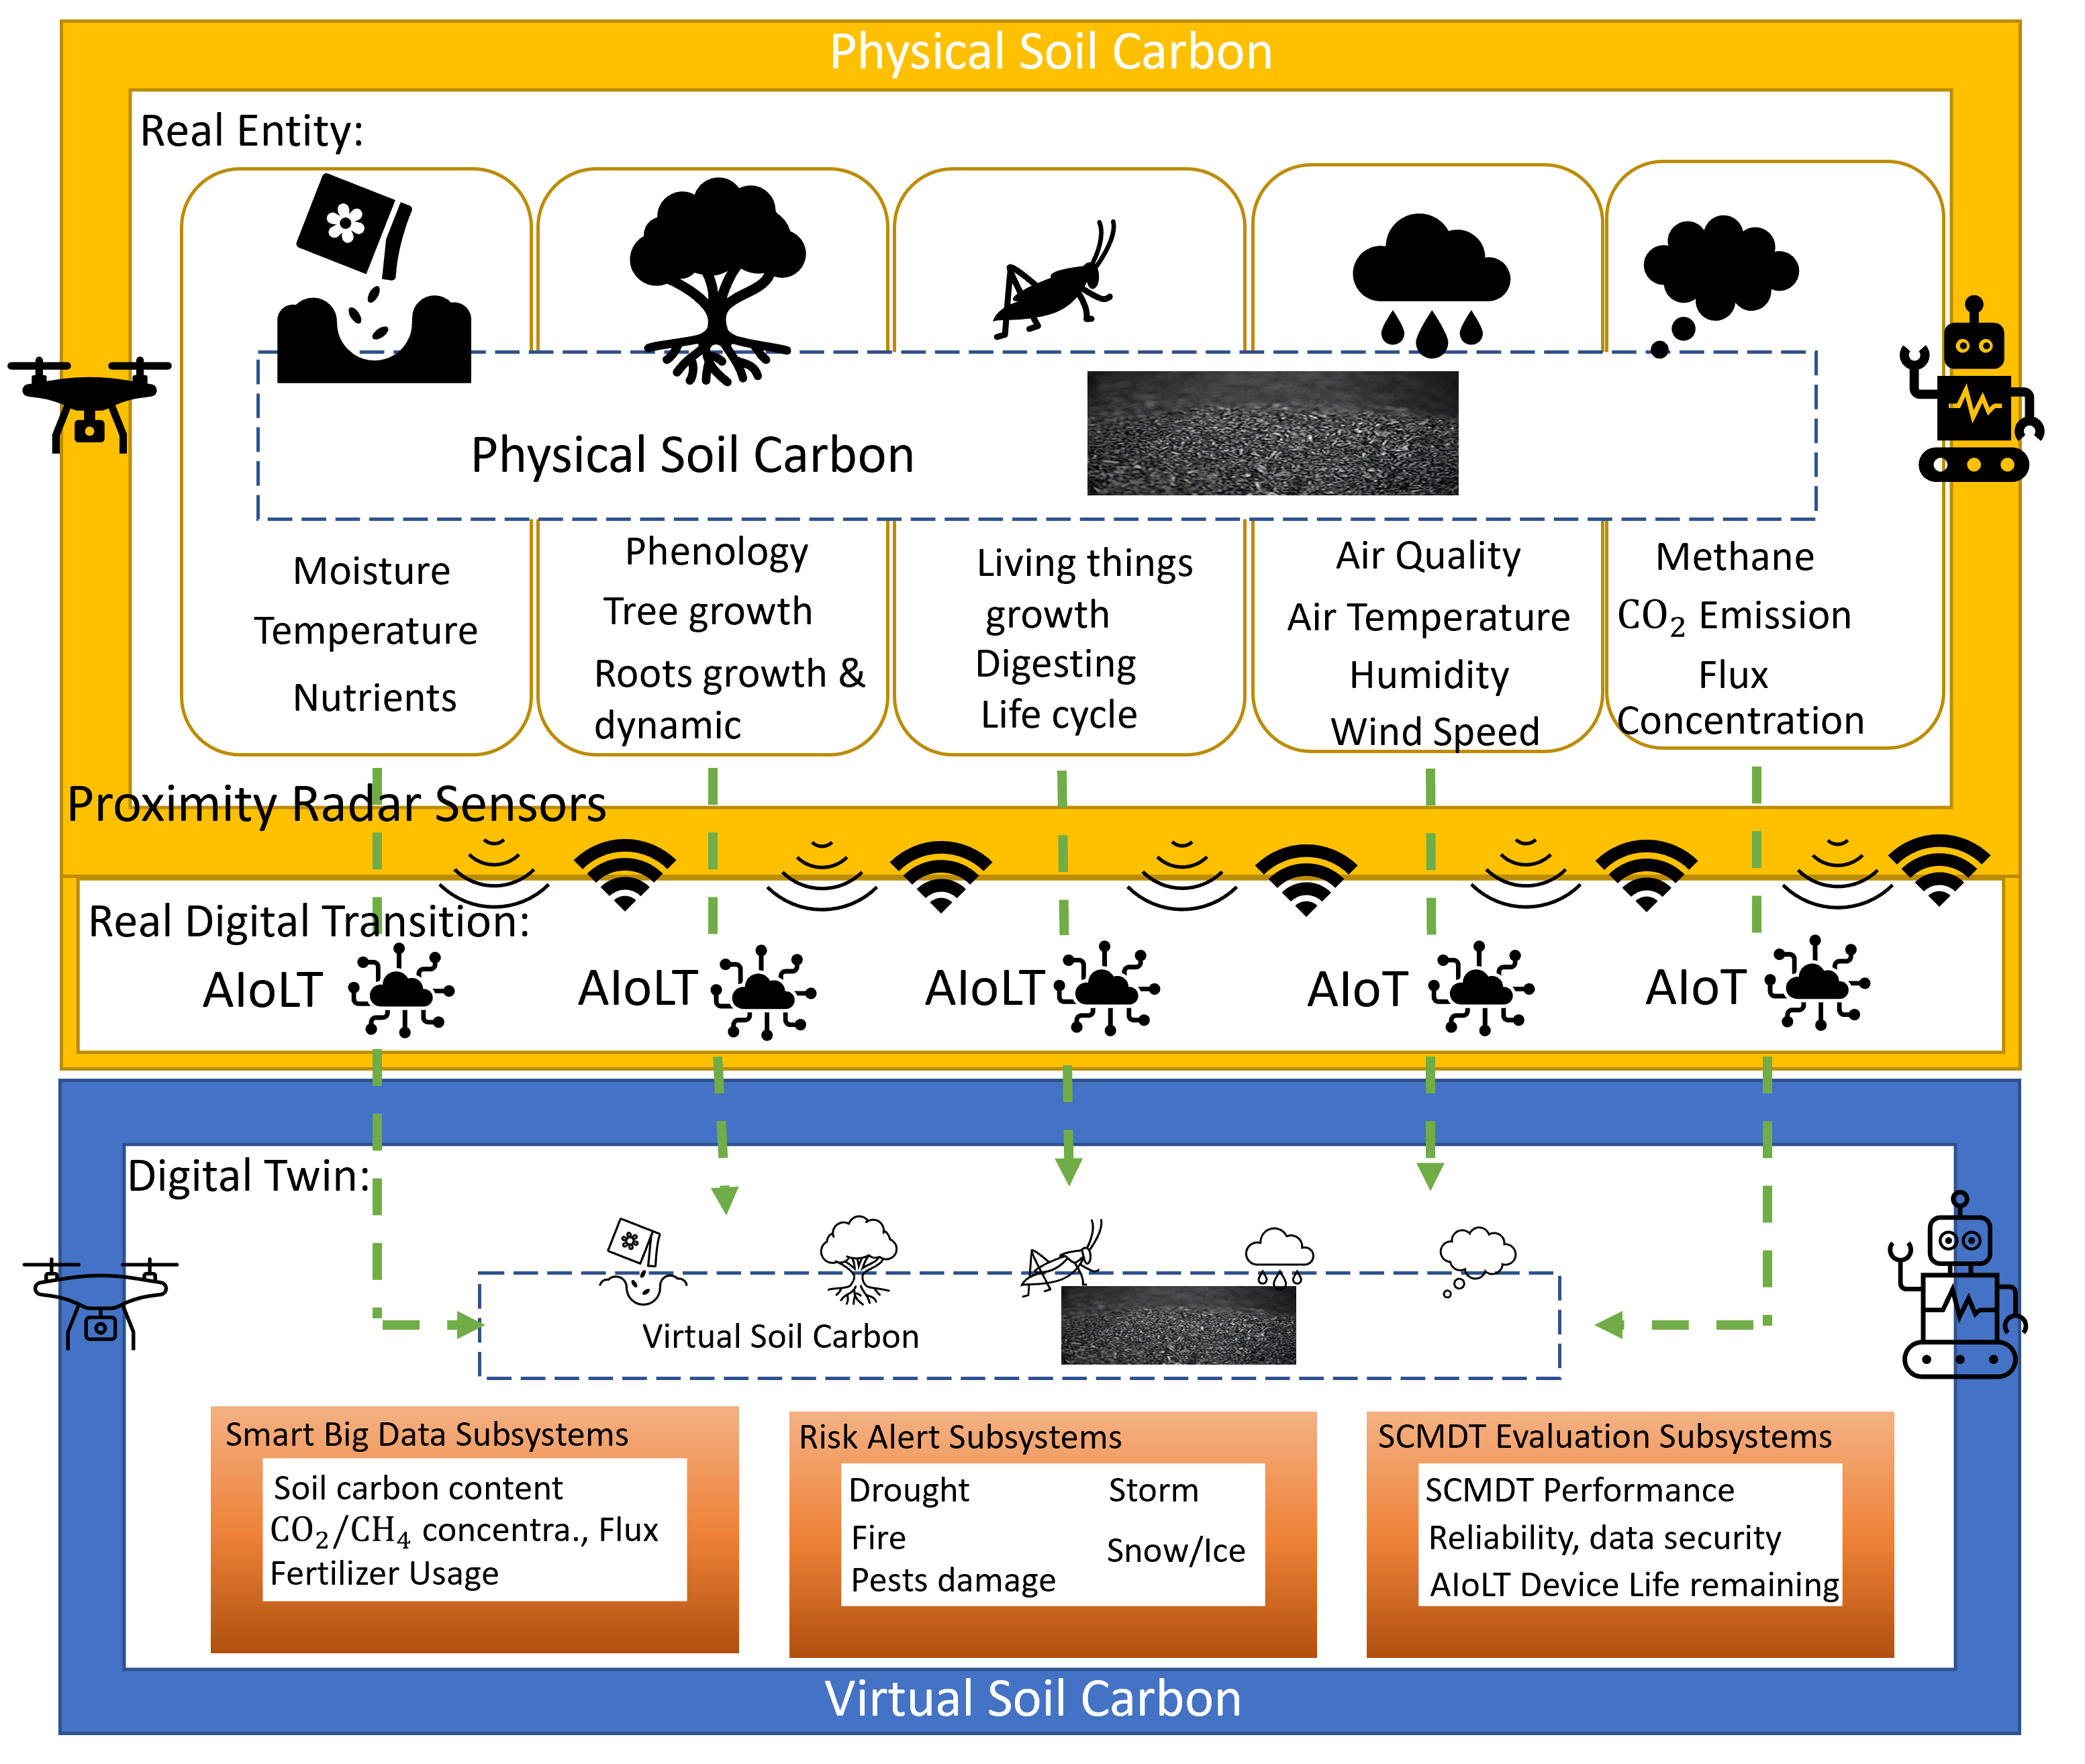 Physical Soil Carbon
Real Entity:
Physical Soil Carbon
Moisture
Temperature
Nutrients
Phenology
Tree growth
Roots growth &
dynamic
Living things
growth
Digesting
Life cycle
Air Quality
Air Temperature
Humidity
Wind Speed
Methane
CO₂ Emission
Flux
Concentration
Proximity Radar Sensors
Real Digital Transition:
AIoLT
AIoLT
AIoLT
AIoT
AIoT
Digital Twin:
Virtual Soil Carbon
Smart Big Data Subsystems
Soil carbon content
CO₂/CH₄ concentra., Flux
Fertilizer Usage
Risk Alert Subsystems
Drought
Fire
Pests damage
Storm
Snow/Ice
SCMDT Evaluation Subsystems
SCMDT Performance
Reliability, data security
AIoLT Device Life remaining
Virtual Soil Carbon